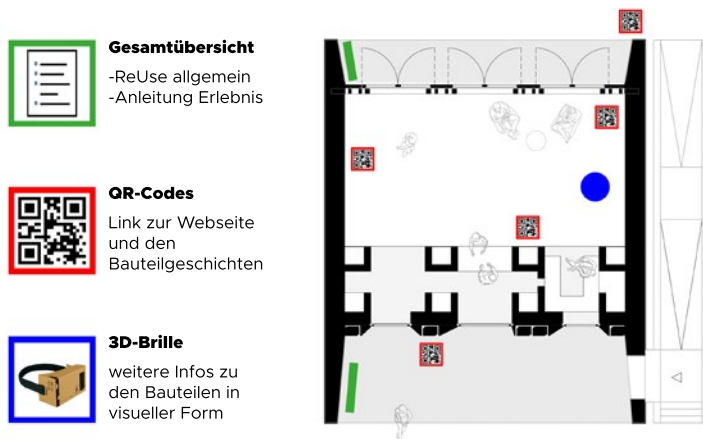 Gesamtübersicht
-ReUse allgemein
-Anleitung Erlebnis
QR-Codes
Link zur Webseite
und den
Bauteilgeschichten
3D-Brille
weitere Infos zu
den Bauteilen in
visueller Form